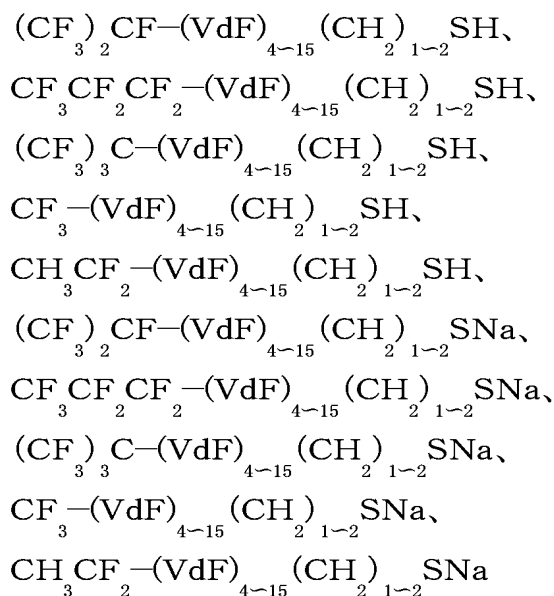 (CF₃)₂CF—(VdF)₄∼₁₅(CH₂)₁∼₂SH、
CF₃CF₂CF₂—(VdF)₄∼₁₅(CH₂)₁∼₂SH、
(CF₃)₃C—(VdF)₄∼₁₅(CH₂)₁∼₂SH、
CF₃—(VdF)₄∼₁₅(CH₂)₁∼₂SH、
CH₃CF₂—(VdF)₄∼₁₅(CH₂)₁∼₂SH、
(CF₃)₂CF—(VdF)₄∼₁₅(CH₂)₁∼₂SNa、
CF₃CF₂CF₂—(VdF)₄∼₁₅(CH₂)₁∼₂SNa、
(CF₃)₃C—(VdF)₄∼₁₅(CH₂)₁∼₂SNa、
CF₃—(VdF)₄∼₁₅(CH₂)₁∼₂SNa、
CH₃CF₂—(VdF)₄∼₁₅(CH₂)₁∼₂SNa